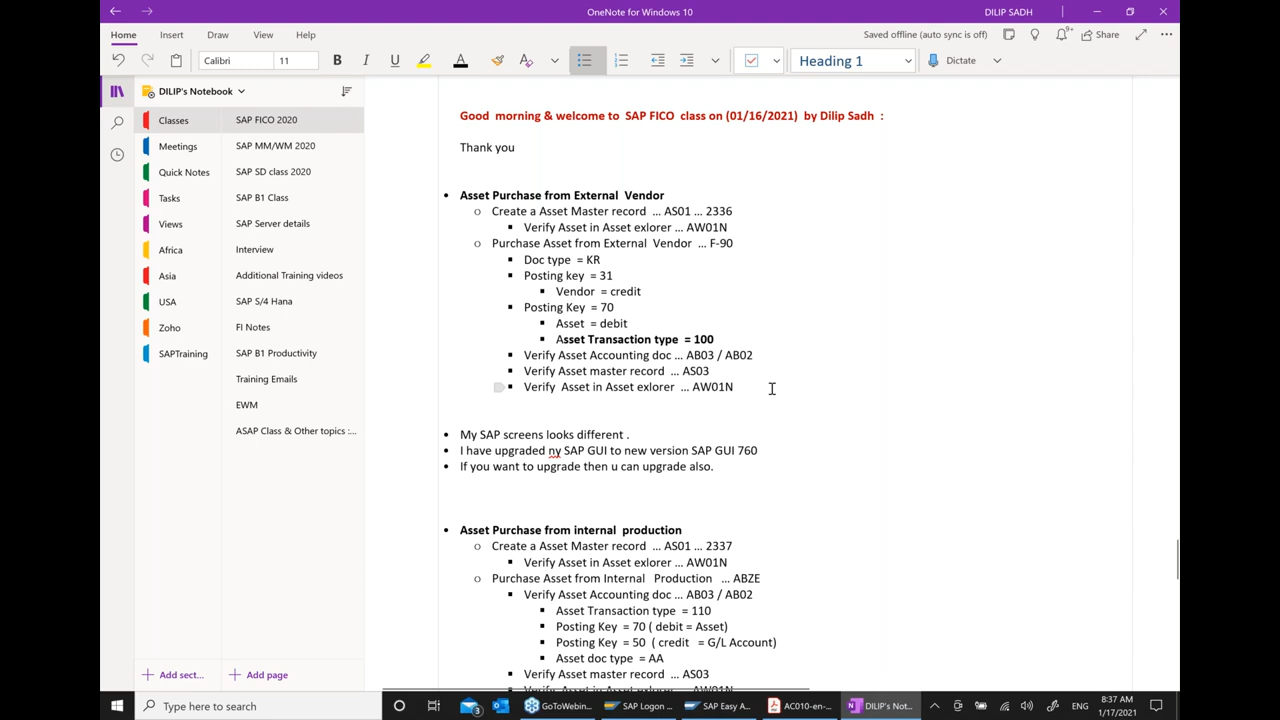 OneNote for Windows 10
DILIP SADH
Home
Insert
Draw
View
Help
Saved offline (auto sync is off)
9+
Share
Calibri
11
B
I
U
A
Heading 1
Dictate
DILIP's Notebook
Classes
Meetings
Quick Notes
Tasks
Views
Africa
Asia
USA
Zoho
SAPTraining
SAP FICO 2020
SAP MM/WM 2020
SAP SD class 2020
SAP B1 Class
SAP Server details
Interview
Additional Training videos
SAP S/4 Hana
FI Notes
SAP B1 Productivity
Training Emails
EWM
ASAP Class & Other topics :...
Good morning & welcome to SAP FICO class on (01/16/2021) by Dilip Sadh :
Thank you
• Asset Purchase from External Vendor
o Create a Asset Master record ... AS01 ... 2336
▪ Verify Asset in Asset exlorer ... AW01N
o Purchase Asset from External Vendor ... F-90
▪ Doc type = KR
▪ Posting key = 31
▪ Vendor = credit
▪ Posting Key = 70
▪ Asset = debit
▪ Asset Transaction type = 100
▪ Verify Asset Accounting doc ... AB03 / AB02
▪ Verify Asset master record ... AS03
▪ Verify Asset in Asset exlorer ... AW01N
• My SAP screens looks different .
• I have upgraded ny SAP GUI to new version SAP GUI 760
• If you want to upgrade then u can upgrade also.
• Asset Purchase from internal production
o Create a Asset Master record ... AS01 ... 2337
▪ Verify Asset in Asset exlorer ... AW01N
o Purchase Asset from Internal Production ... ABZE
▪ Verify Asset Accounting doc ... AB03 / AB02
▪ Asset Transaction type = 110
▪ Posting Key = 70 ( debit = Asset)
▪ Posting Key = 50 ( credit = G/L Account)
▪ Asset doc type = AA
▪ Verify Asset master record ... AS03
▪ Verify Asset in Asset exlorer ... AW01N
+ Add sect...
+ Add page
Type here to search
3
GoToWebin...
SAP Logon ...
SAP Easy A...
AC010-en-...
DILIP's Not...
ENG
8:37 AM
1/17/2021